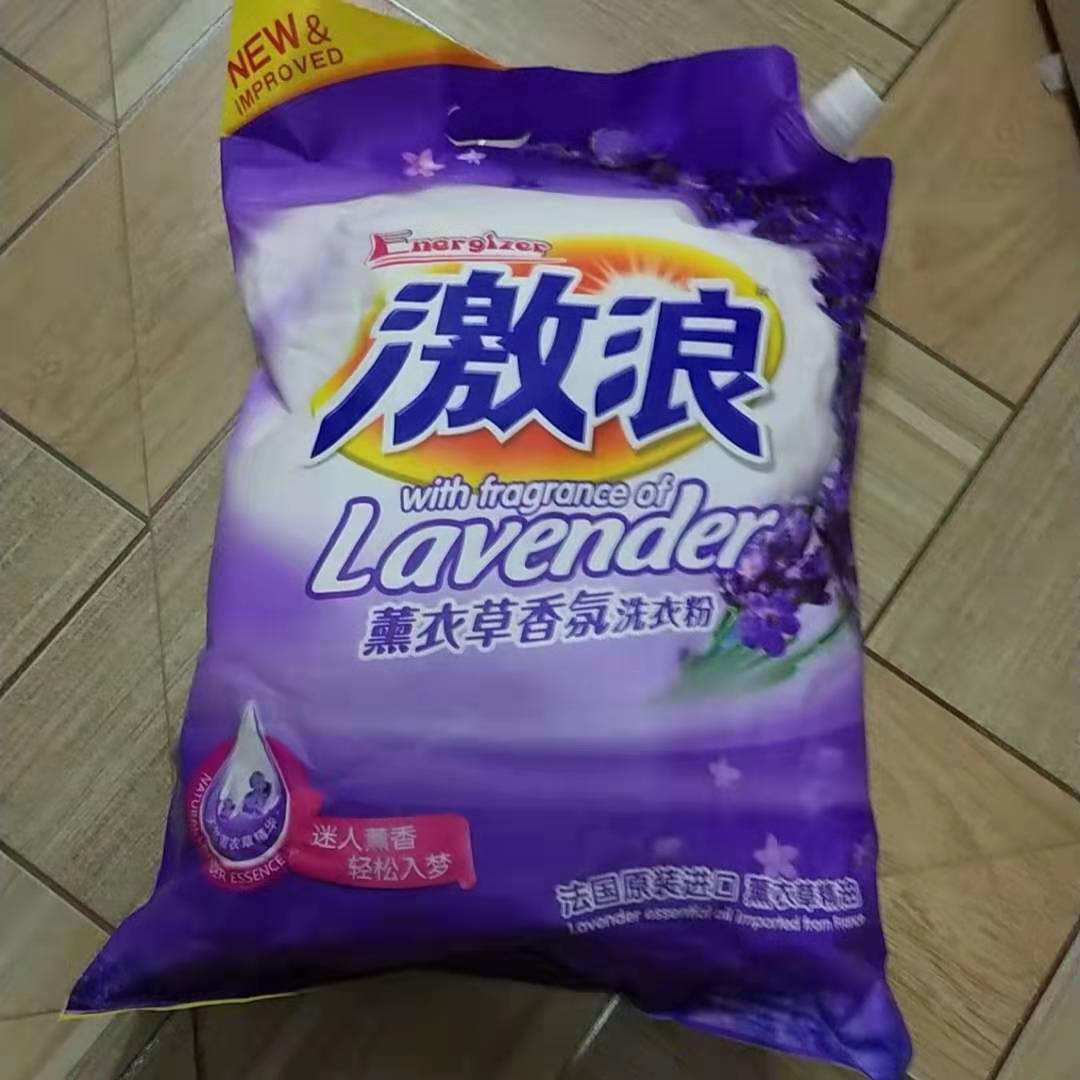 NEW &
IMPROVED
Energizer
激浪
with fragrance of
Lavender
薰衣草香氛洗衣粉
ESSENCE
迷人薰香
轻松入梦
法国原装进口 薰衣草精油
Lavender essential oil imported from France